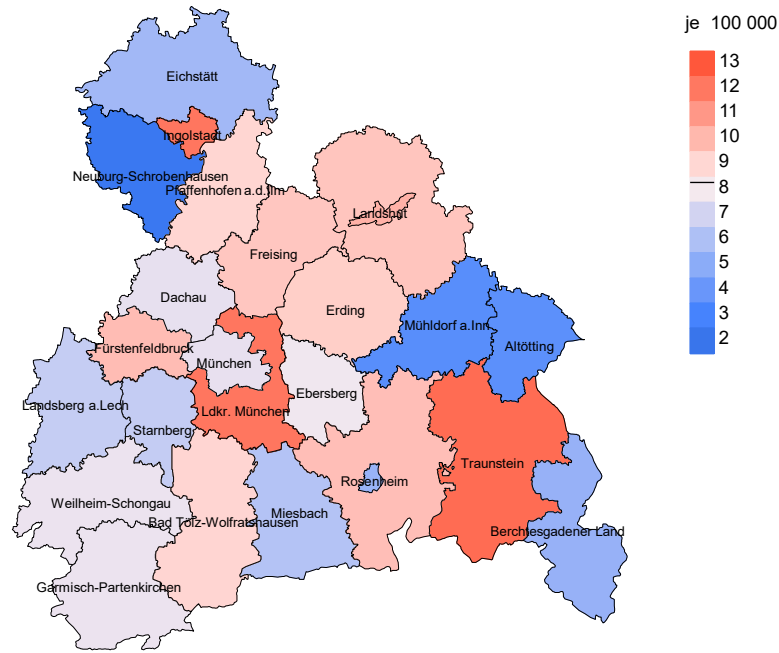 je 100 000
13
12
11
10
9
8
7
6
5
4
3
2
Eichstätt
Ingolstadt
Neuburg-Schrobenhausen
Pfaffenhofen a.d.Ilm
Landshut
Freising
Dachau
Erding
Mühldorf a.Inn
Altötting
Fürstenfeldbruck
München
Ebersberg
Landsberg a.Lech
Ldkr. München
Starnberg
Traunstein
Rosenheim
Weilheim-Schongau
Miesbach
Bad Tölz-Wolfratshausen
Berchtesgadener Land
Garmisch-Partenkirchen